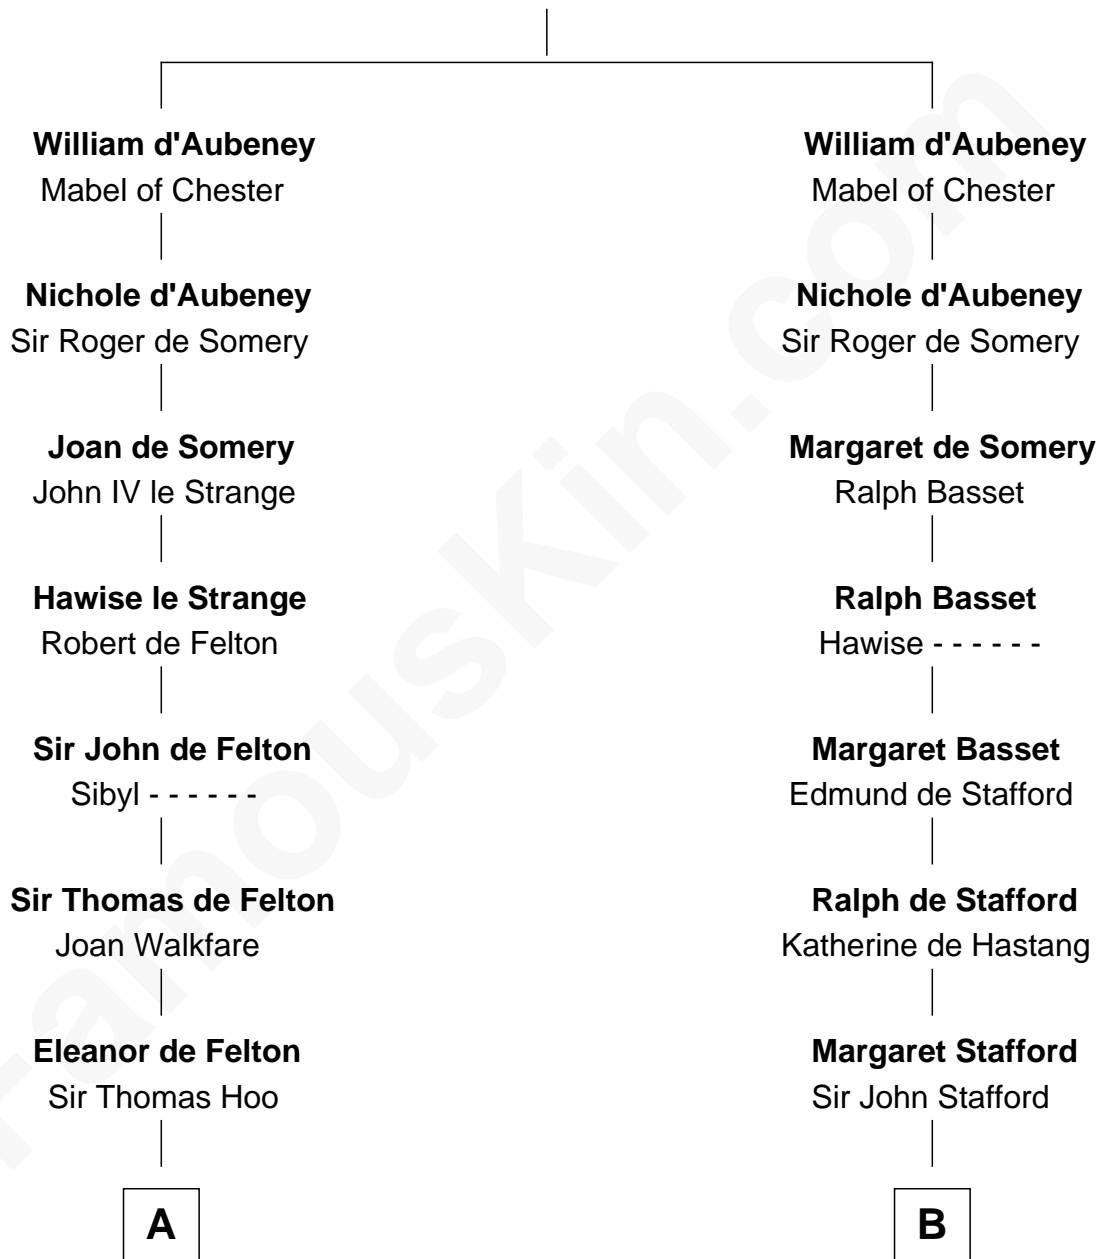 William d'Aubeney
Mabel of Chester
Nichole d'Aubeney
Sir Roger de Somery
Joan de Somery
John IV le Strange
Hawise le Strange
Robert de Felton
Sir John de Felton
Sibyl - - - - - -
Sir Thomas de Felton
Joan Walkfare
Eleanor de Felton
Sir Thomas Hoo
A
William d'Aubeney
Mabel of Chester
Nichole d'Aubeney
Sir Roger de Somery
Margaret de Somery
Ralph Basset
Ralph Basset
Hawise - - - - - -
Margaret Basset
Edmund de Stafford
Ralph de Stafford
Katherine de Hastang
Margaret Stafford
Sir John Stafford
B
FamousKin.com